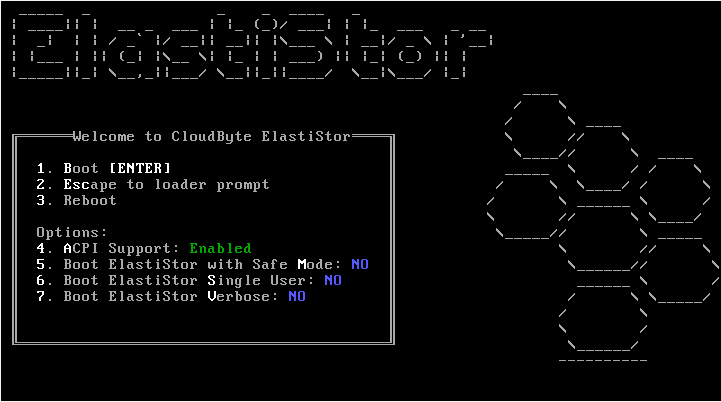 ElastiStor
Welcome to CloudByte ElastiStor
1. Boot [ENTER]
2. Escape to loader prompt
3. Reboot
Options:
4. ACPI Support: Enabled
5. Boot ElastiStor with Safe Mode: NO
6. Boot ElastiStor Single User: NO
7. Boot ElastiStor Verbose: NO